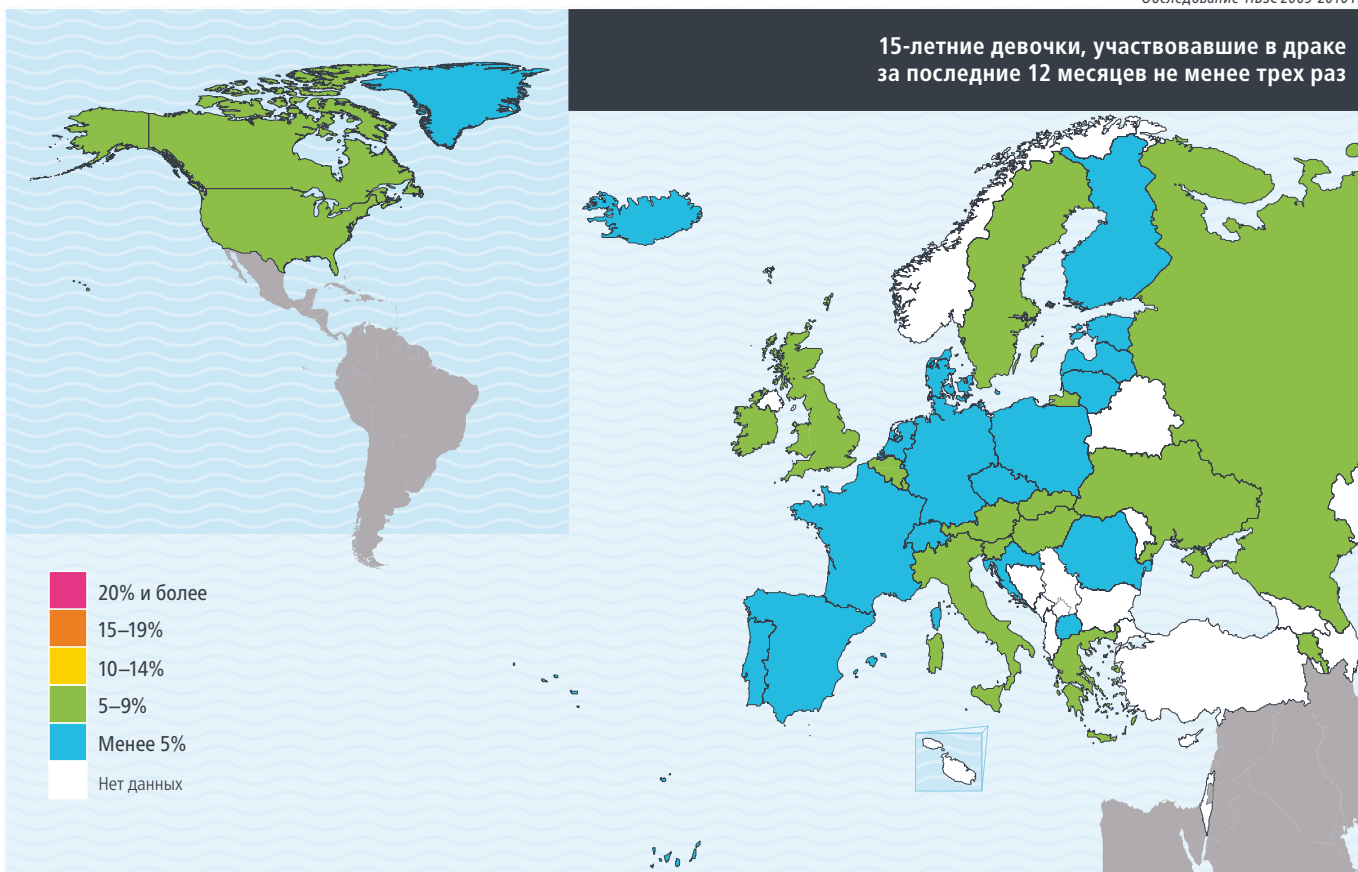 15-летние девочки, участвовавшие в драке
за последние 12 месяцев не менее трех раз
20% и более
15–19%
10–14%
5–9%
Менее 5%
Нет данных